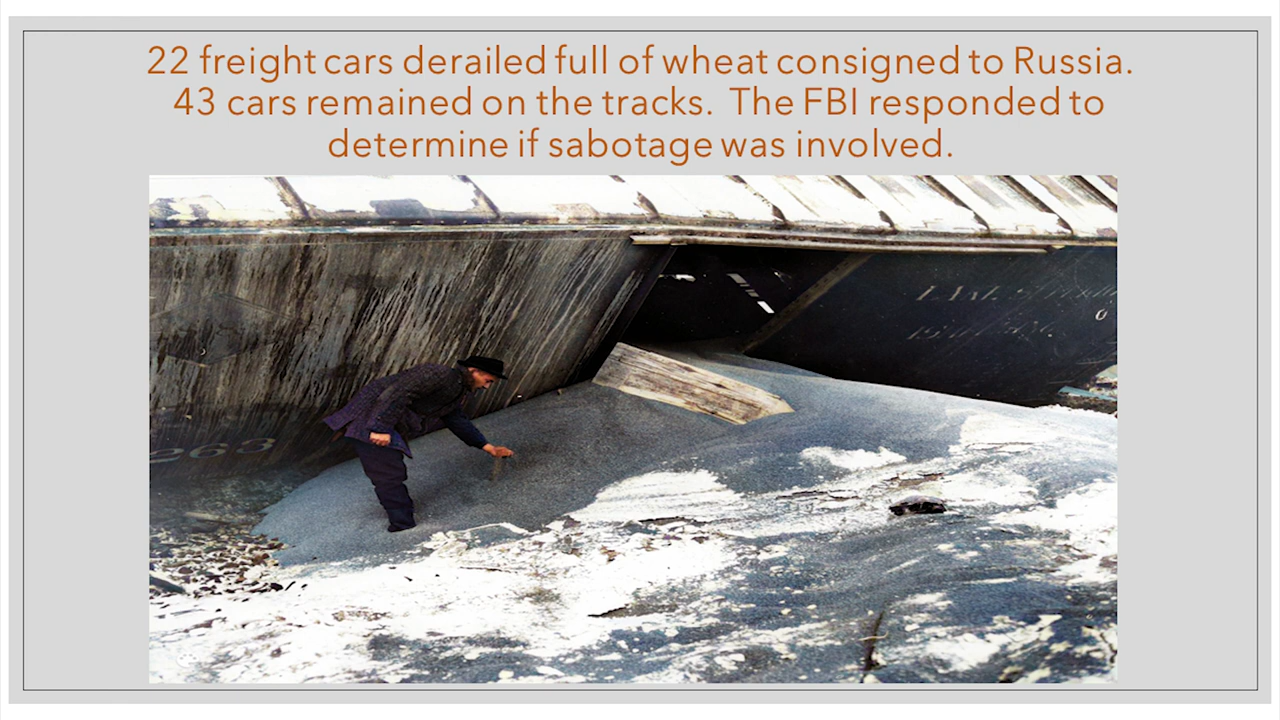 22 freight cars derailed full of wheat consigned to Russia.
43 cars remained on the tracks.  The FBI responded to
determine if sabotage was involved.
263